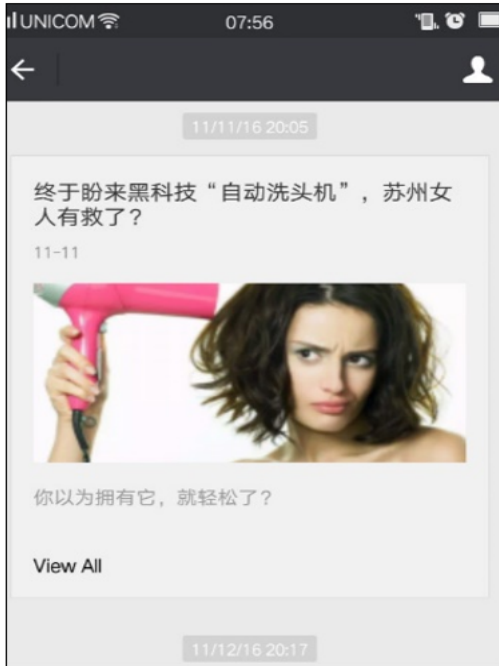 UNICOM
07:56
11/11/16 20:05
终于盼来黑科技“自动洗头机”，苏州女
人有救了？
11-11
你以为拥有它，就轻松了？
View All
11/12/16 20:17